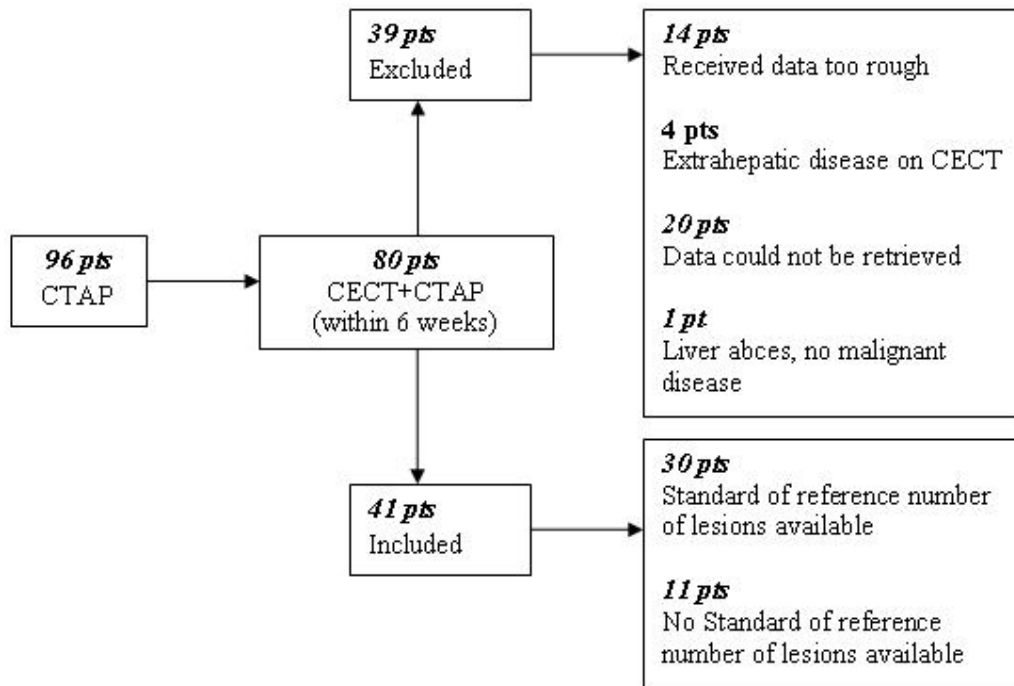 39 pts
Excluded
14 pts
Received data too rough
4 pts
Extrahepatic disease on CECT
20 pts
Data could not be retrieved
1 pt
Liver abces, no malignant
disease
96 pts
CTAP
80 pts
CECT+CTAP
(within 6 weeks)
41 pts
Included
30 pts
Standard of reference number
of lesions available
11 pts
No Standard of reference
number of lesions available